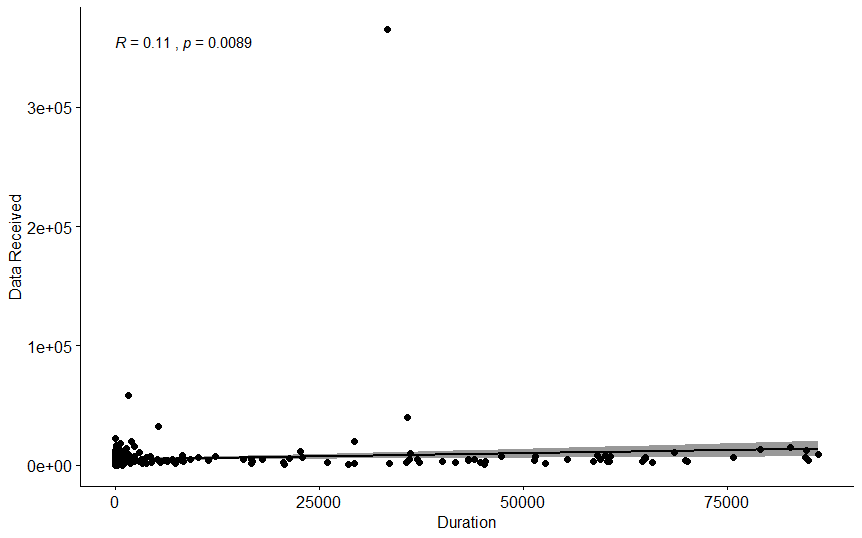 R = 0.11 , p = 0.0089
3e+05
2e+05
1e+05
0e+00
Data Received
0
25000
50000
75000
Duration